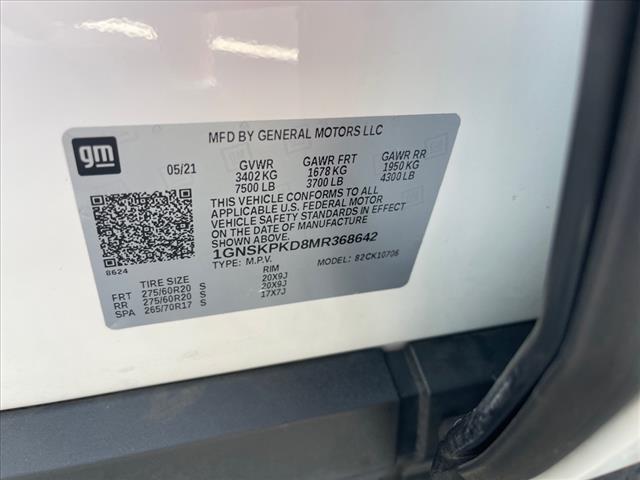 MFD BY GENERAL MOTORS LLC
gm
05/21 GVWR GAWR FRT GAWR RR
3402 KG 1678 KG 1950 KG
7500 LB 3700 LB 4300 LB
THIS VEHICLE CONFORMS TO ALL
APPLICABLE U.S. FEDERAL MOTOR
VEHICLE SAFETY STANDARDS IN EFFECT
ON THE DATE OF MANUFACTURE
SHOWN ABOVE.
1GNSKPKD8MR368642
TYPE: M.P.V. MODEL: 82CK10706
8624
TIRE SIZE RIM
FRT 275/60R20 S 20X9J
RR 275/60R20 S 20X9J
SPA 265/70R17 S 17X7J